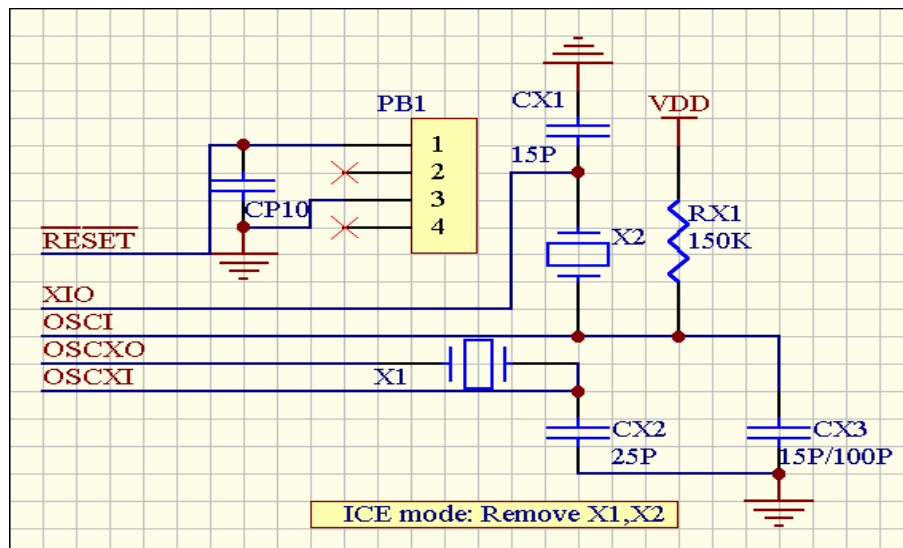 CX1
PB1
VDD
15P
1
2
3
4
CP10
RX1
150K
X2
RESET
XIO
OSCI
OSCXO
X1
OSCXI
CX2
25P
CX3
15P/100P
ICE mode: Remove X1,X2